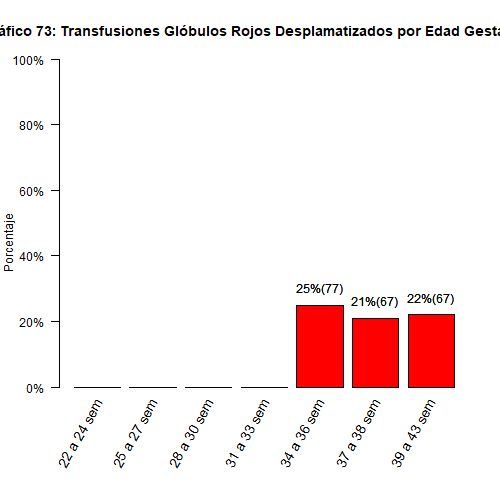 áfico 73: Transfusiones Glóbulos Rojos Desplamatizados por Edad Gesta
100%
80%
60%
40%
20%
0%
Porcentaje
25%(77)
21%(67)
22%(67)
22 a 24 sem
25 a 27 sem
28 a 30 sem
31 a 33 sem
34 a 36 sem
37 a 38 sem
39 a 43 sem